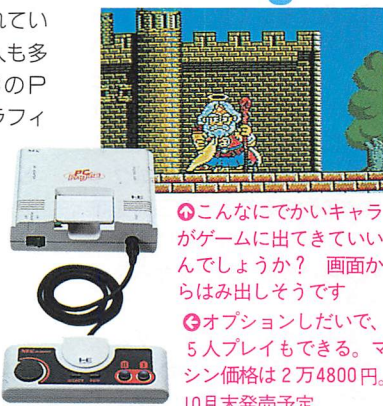 れてい
人も多
のP
ラフィ
PC
Engine
HE
NEC
SELECT RUN
⬆こんなにでかいキャラ
がゲームに出てきていい
んでしょうか? 画面か
らはみ出しそうです
⬅オプションしだいで、
5人プレイもできる。マ
シン価格は2万4800円。
10月末発売予定